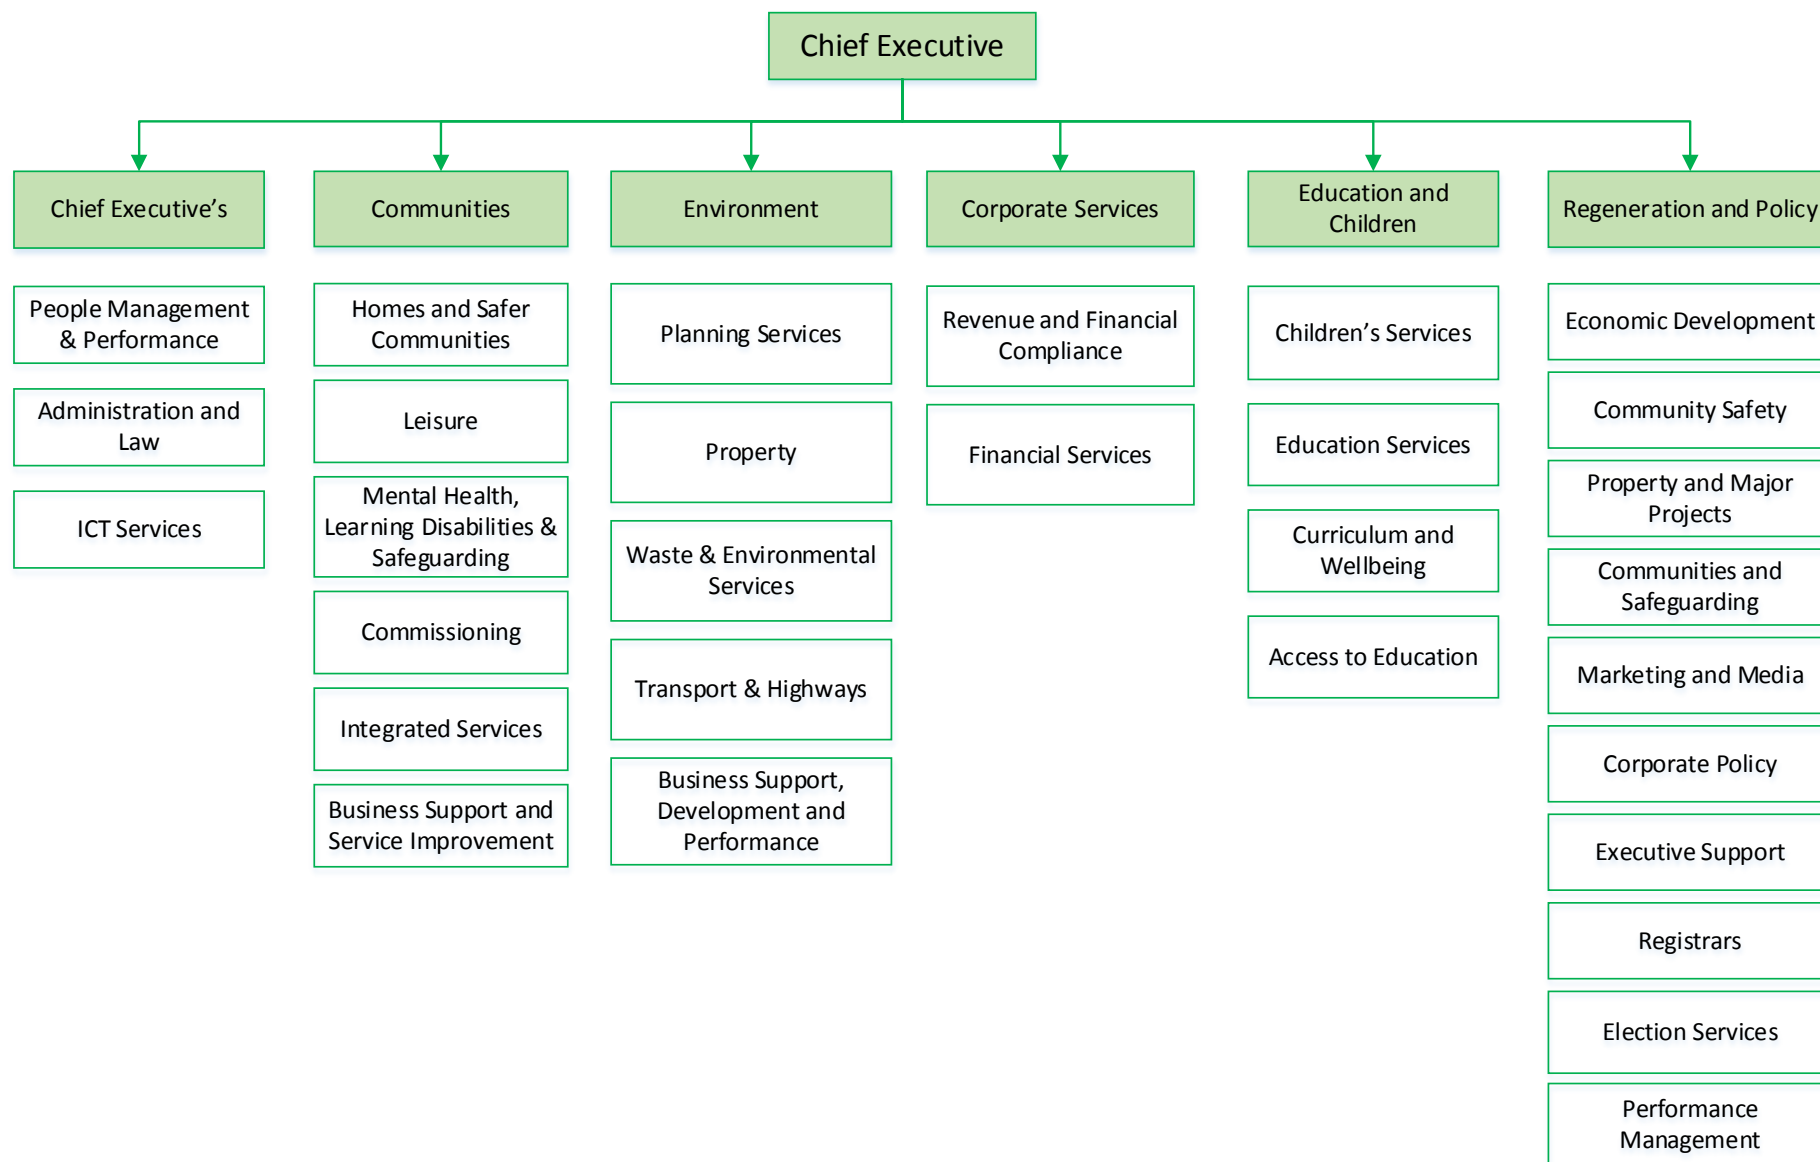 Chief Executive
Chief Executive’s
Communities
Environment
Corporate Services
Education and
Children
Regeneration and Policy
People Management
& Performance
Administration and
Law
ICT Services
Homes and Safer
Communities
Leisure
Mental Health,
Learning Disabilities &
Safeguarding
Commissioning
Integrated Services
Business Support and
Service Improvement
Planning Services
Property
Waste & Environmental
Services
Transport & Highways
Business Support,
Development and
Performance
Revenue and Financial
Compliance
Financial Services
Children’s Services
Education Services
Curriculum and
Wellbeing
Access to Education
Economic Development
Community Safety
Property and Major
Projects
Communities and
Safeguarding
Marketing and Media
Corporate Policy
Executive Support
Registrars
Election Services
Performance
Management